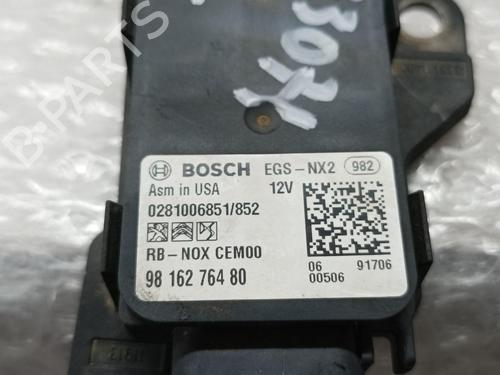 B-PARTS
BOSCH EGS-NX2 982
Asm in USA 12V
0281006851/852
RB-NOX CEM00
98 162 764 80
06 91706
00506